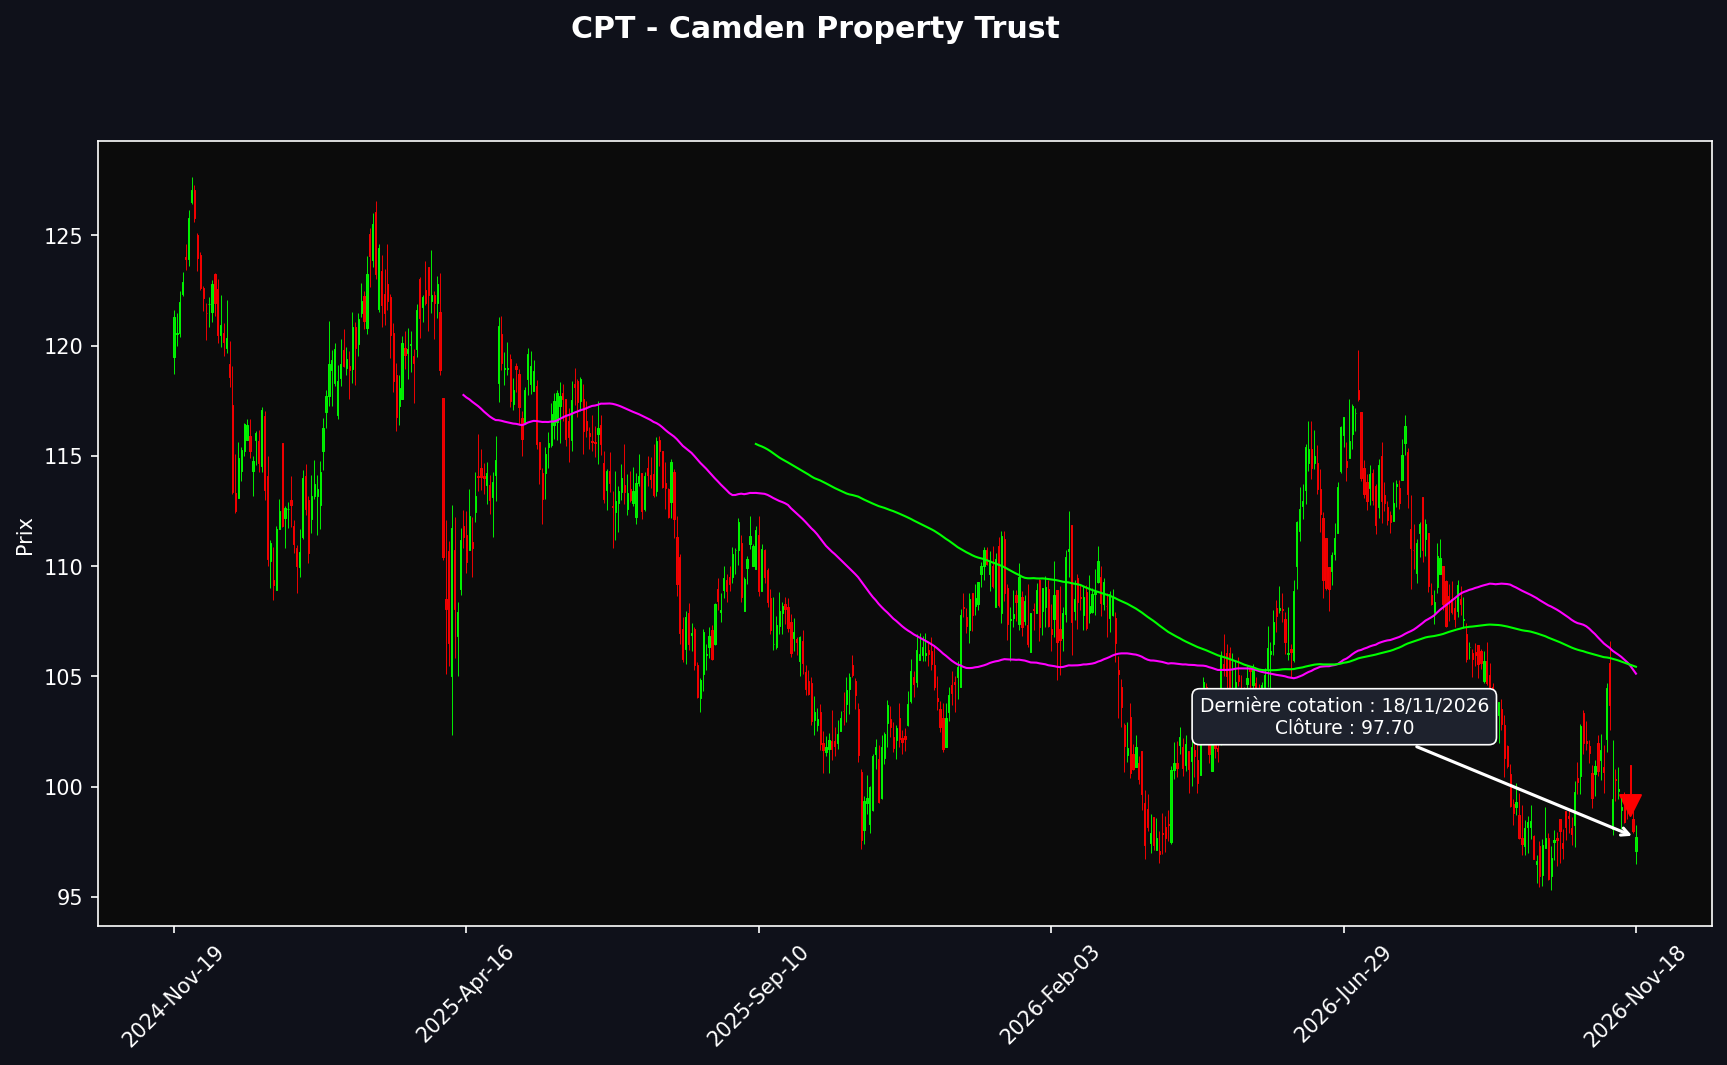 CPT - Camden Property Trust
Prix
125
120
115
110
105
100
95
Dernière cotation : 18/11/2026
Clôture : 97.70
2024-Nov-19
2025-Apr-16
2025-Sep-10
2026-Feb-03
2026-Jun-29
2026-Nov-18